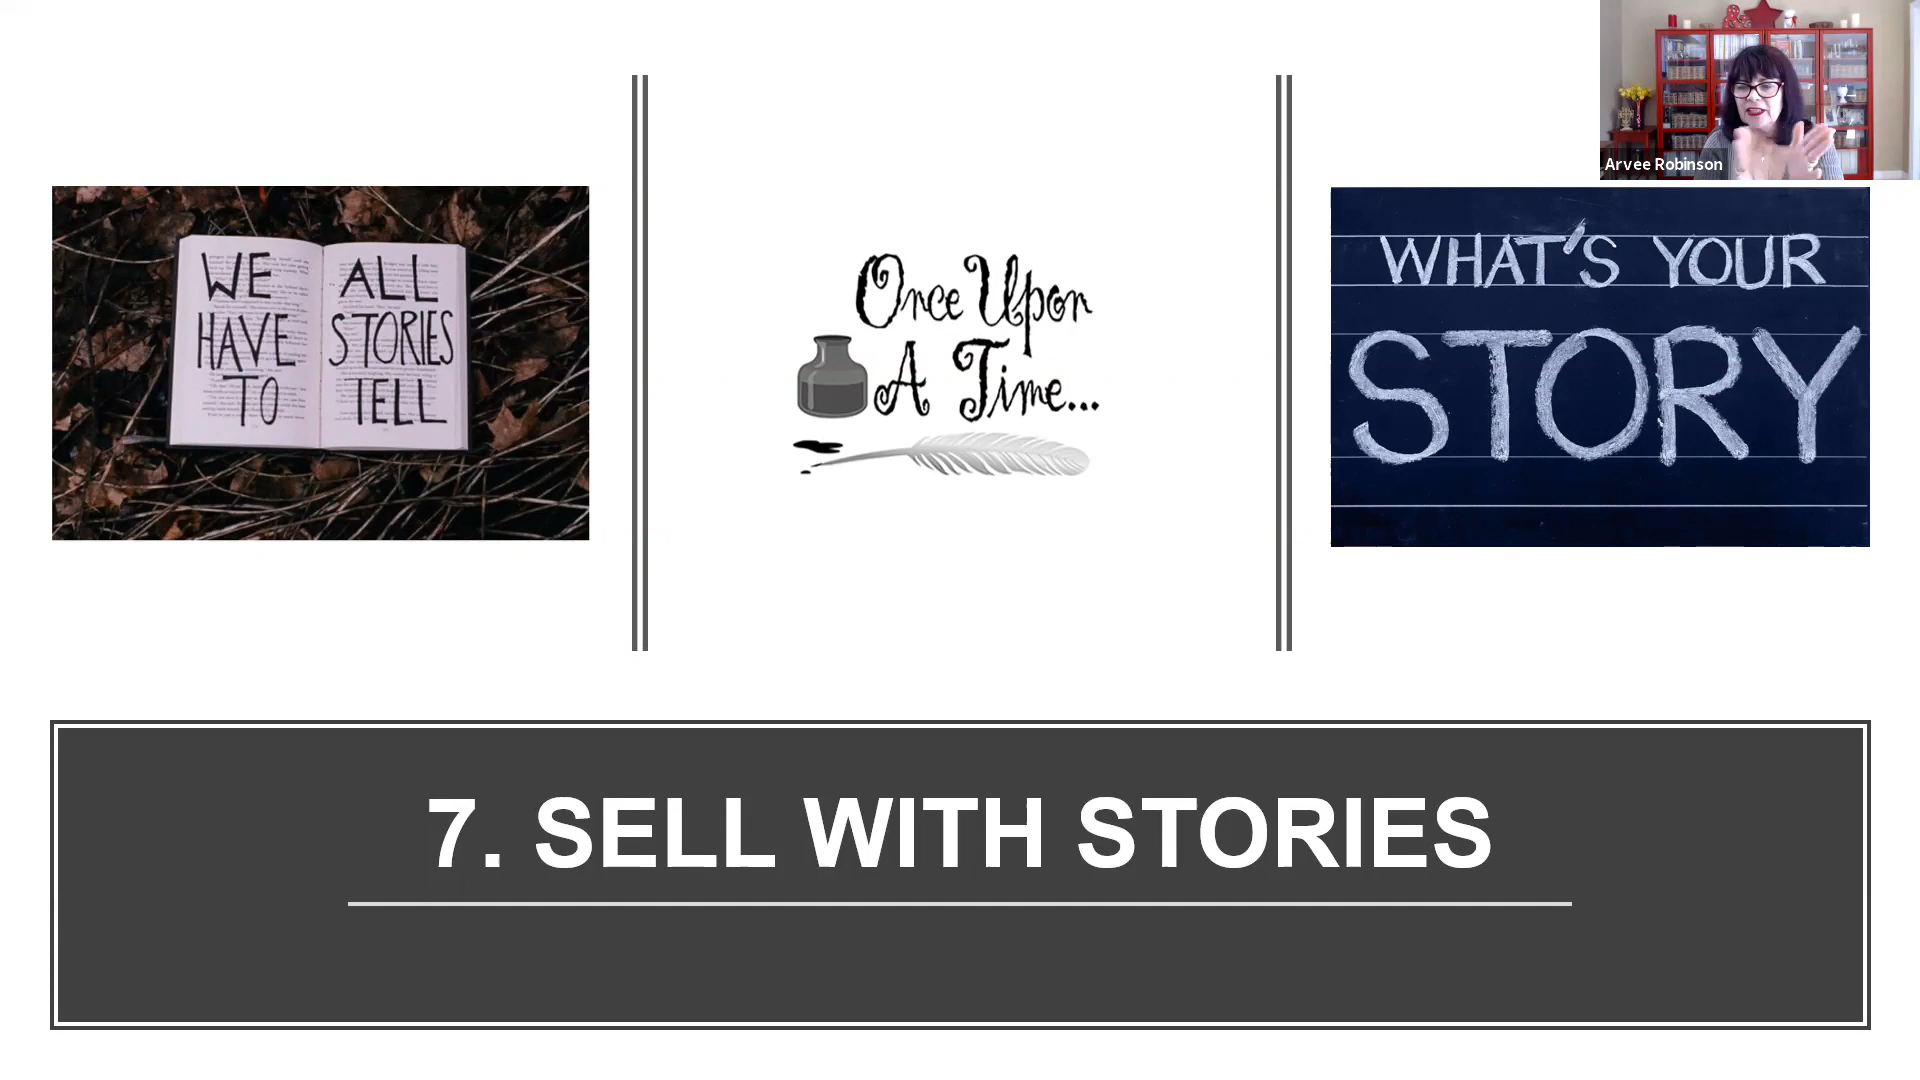 Arvee Robinson
WE ALL
HAVE STORIES
TO TELL
Once Upon
A Time...
WHAT'S YOUR
STORY
7. SELL WITH STORIES